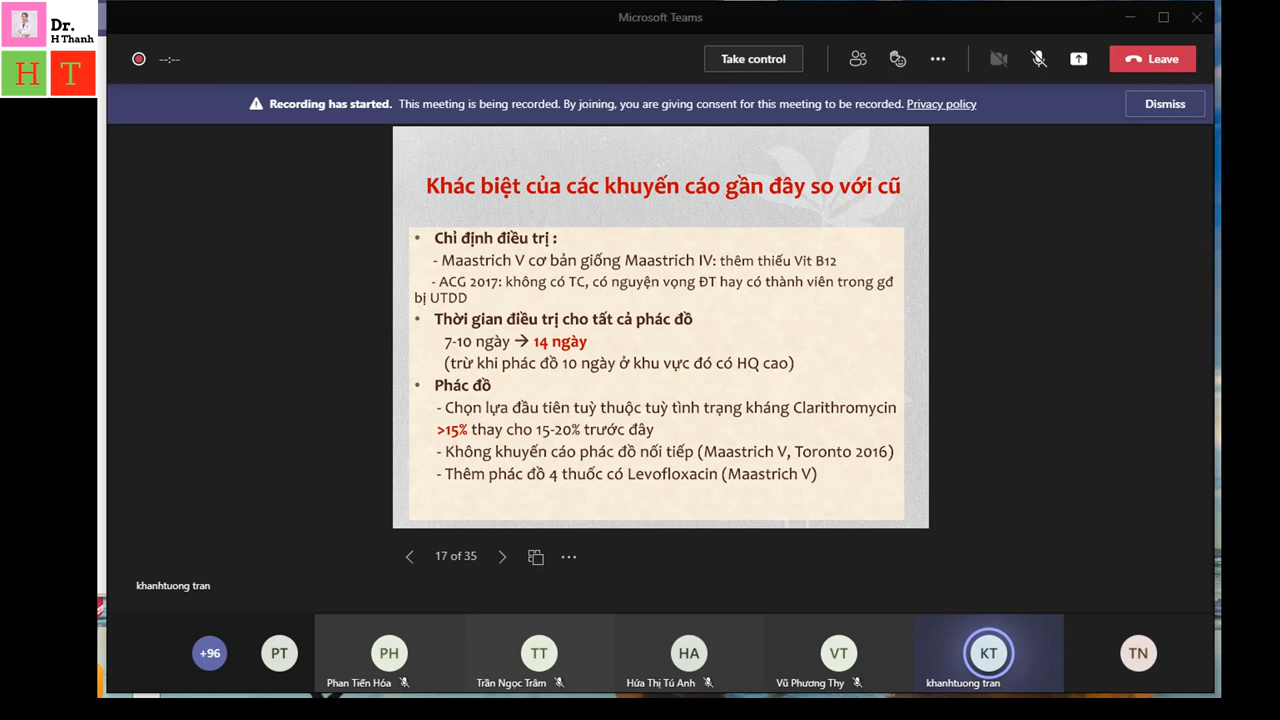 Dr.
H Thanh
H T
Microsoft Teams
--:--
Take control
Leave
Recording has started. This meeting is being recorded. By joining, you are giving consent for this meeting to be recorded. Privacy policy
Dismiss
Khác biệt của các khuyến cáo gần đây so với cũ
• Chỉ định điều trị :
- Maastrich V cơ bản giống Maastrich IV: thêm thiếu Vit B12
- ACG 2017: không có TC, có nguyện vọng ĐT hay có thành viên trong gđ
bị UTDD
• Thời gian điều trị cho tất cả phác đồ
7-10 ngày → 14 ngày
(trừ khi phác đồ 10 ngày ở khu vực đó có HQ cao)
• Phác đồ
- Chọn lựa đầu tiên tuỳ thuộc tuỳ tình trạng kháng Clarithromycin
>15% thay cho 15-20% trước đây
- Không khuyến cáo phác đồ nối tiếp (Maastrich V, Toronto 2016)
- Thêm phác đồ 4 thuốc có Levofloxacin (Maastrich V)
17 of 35
khanhtuong tran
+96 PT PH TT HA VT KT TN
Phan Tiến Hóa Trần Ngọc Trâm Hứa Thị Tú Anh Vũ Phương Thy khanhtuong tran